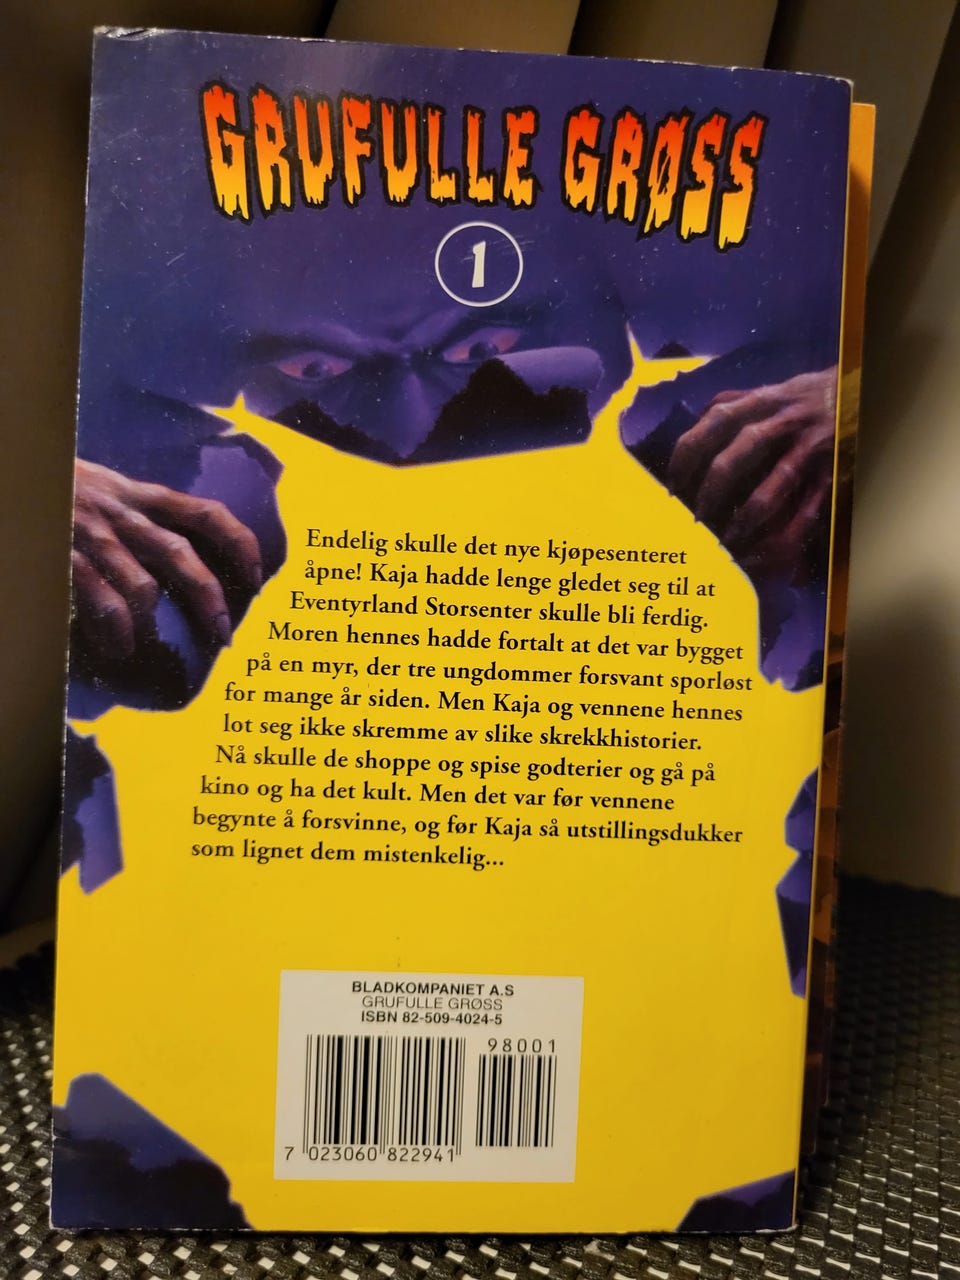 GRUFULLE GRØSS
1
Endelig skulle det nye kjøpesenteret
åpne! Kaja hadde lenge gledet seg til at
Eventyrland Storsenter skulle bli ferdig.
Moren hennes hadde fortalt at det var bygget
på en myr, der tre ungdommer forsvant sporløst
for mange år siden. Men Kaja og vennene hennes
lot seg ikke skremme av slike skrekkhistorier.
Nå skulle de shoppe og spise godterier og gå på
kino og ha det kult. Men det var før vennene
begynte å forsvinne, og før Kaja så utstillingsdukker
som lignet dem mistenkelig...
BLADKOMPANIET A.S
GRUFULLE GRØSS
ISBN 82-509-4024-5
98001
7 023060 822941